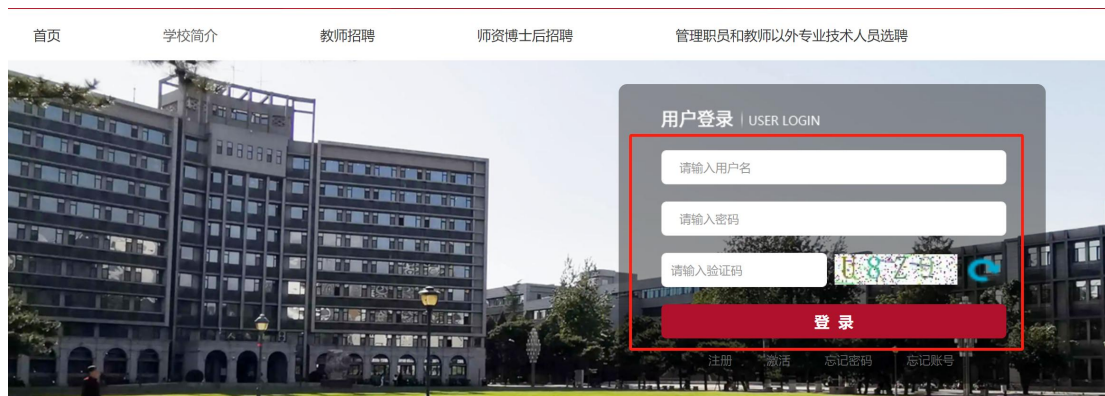 首页 学校简介 教师招聘 师资博士后招聘 管理职员和教师以外专业技术人员选聘
用户登录 | USER LOGIN
请输入用户名
请输入密码
请输入验证码
登 录
注册 激活 忘记密码 忘记账号